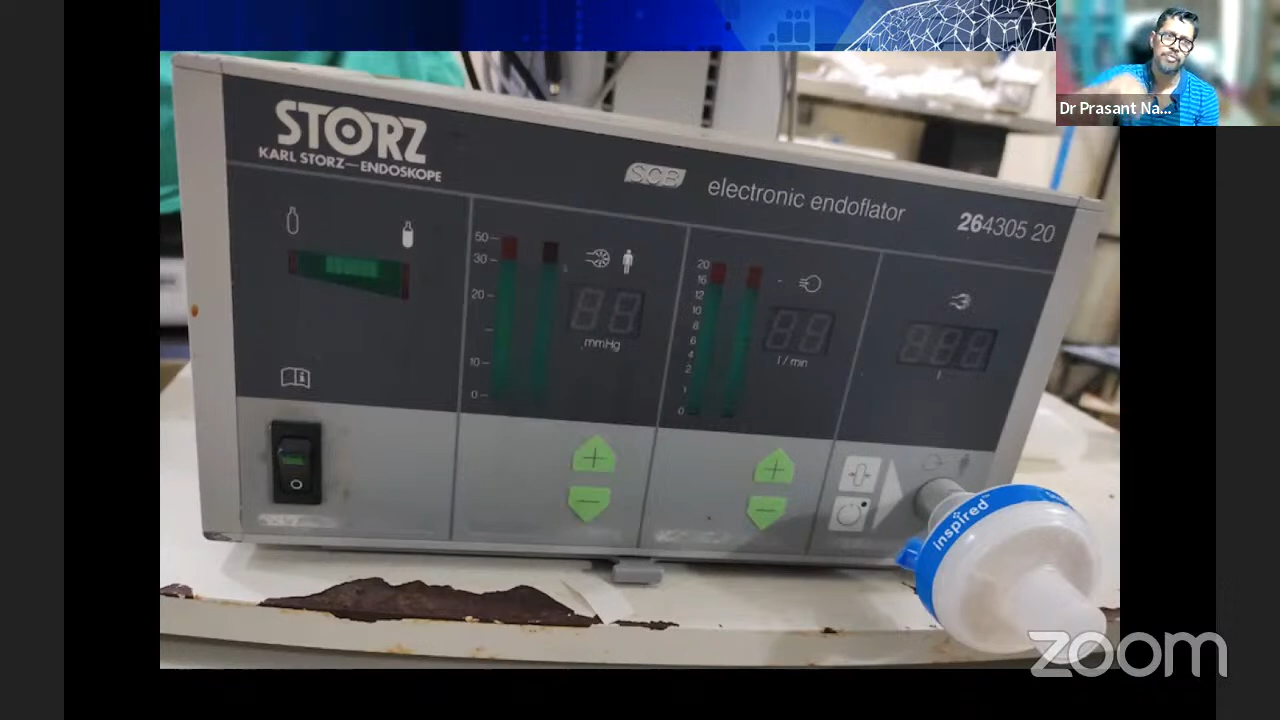 Dr Prasant Na...
STORZ
KARL STORZ—ENDOSKOPE
SCB
electronic endoflator
264305 20
50
30
20
10
0
mmHg
20
16
12
10
8
6
4
2
1
0
l/min
l
inspired™
zoom